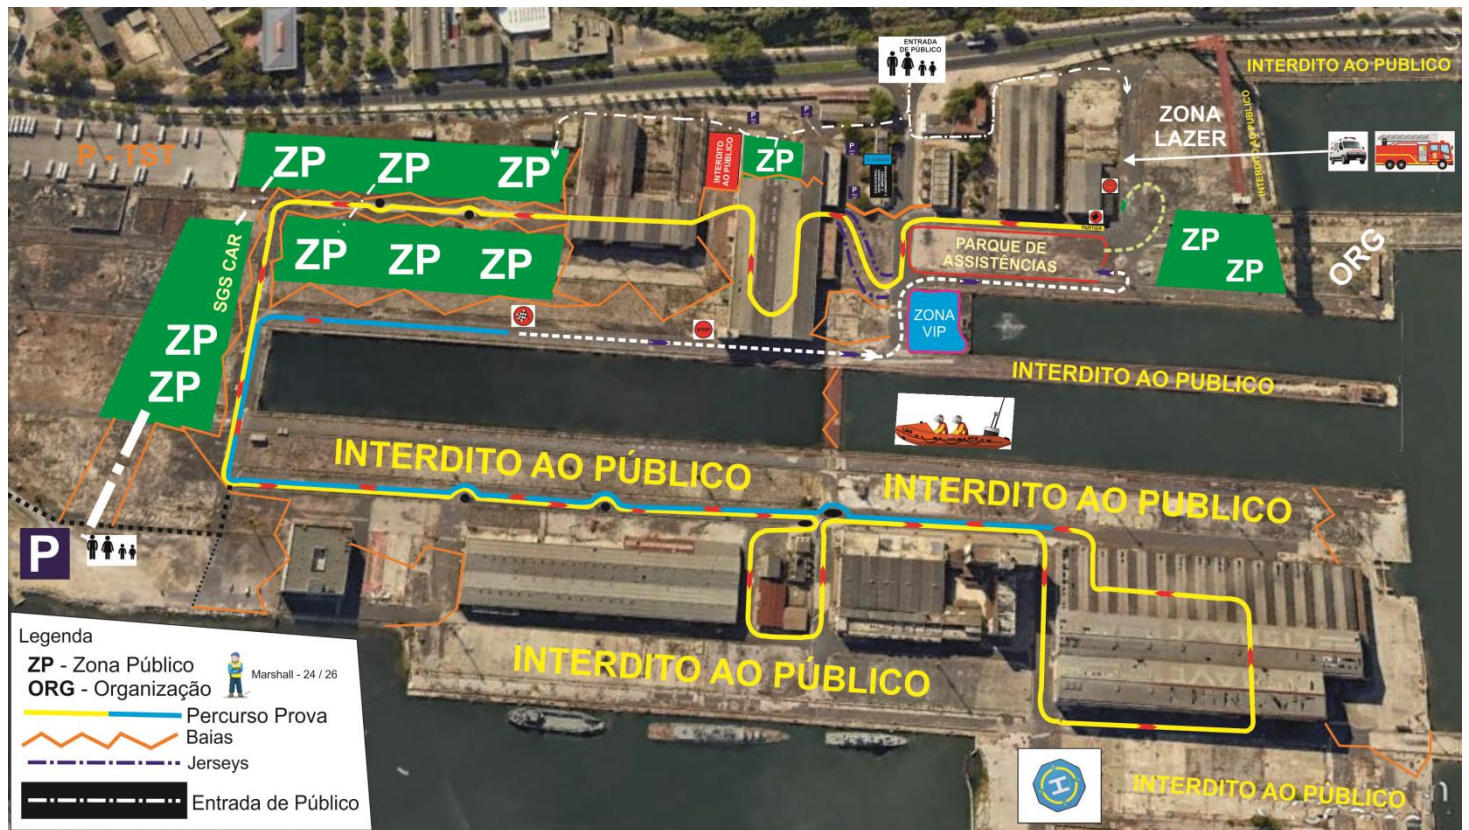 ENTRADA
DE PÚBLICO
INTERDITO AO PUBLICO
INTERDITO AO PUBLICO
ZONA
LAZER
P - TST
ZP
ZP
ZP
INTERDITO
AO PUBLICO
ZP
P
P
P
P
SGS CAR
ZP
ZP
ZP
PARTIDA
PARQUE DE
ASSISTÊNCIAS
ZP
ZP
ORG
ZP
ZP
STOP
ZONA
VIP
INTERDITO AO PUBLICO
INTERDITO AO PÚBLICO
INTERDITO AO PUBLICO
P
INTERDITO AO PÚBLICO
H
INTERDITO AO PÚBLICO
Legenda
ZP - Zona Público
ORG - Organização
Marshall - 24 / 26
Percurso Prova
Baias
Jerseys
Entrada de Público